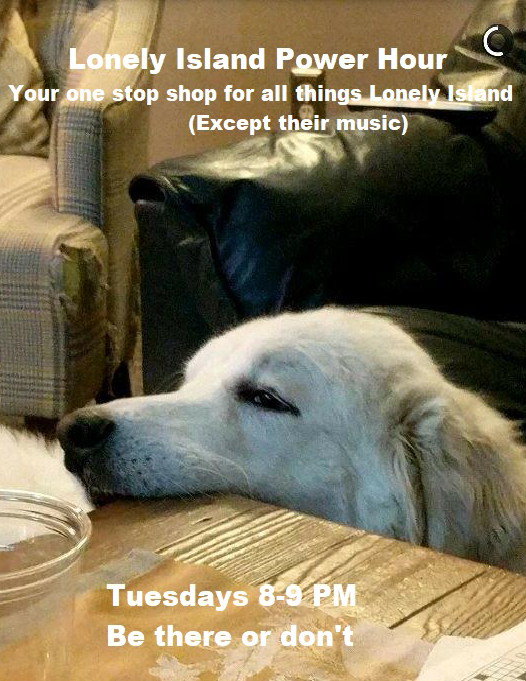 Lonely Island Power Hour
Your one stop shop for all things Lonely Island
(Except their music)
Tuesdays 8-9 PM
Be there or don't